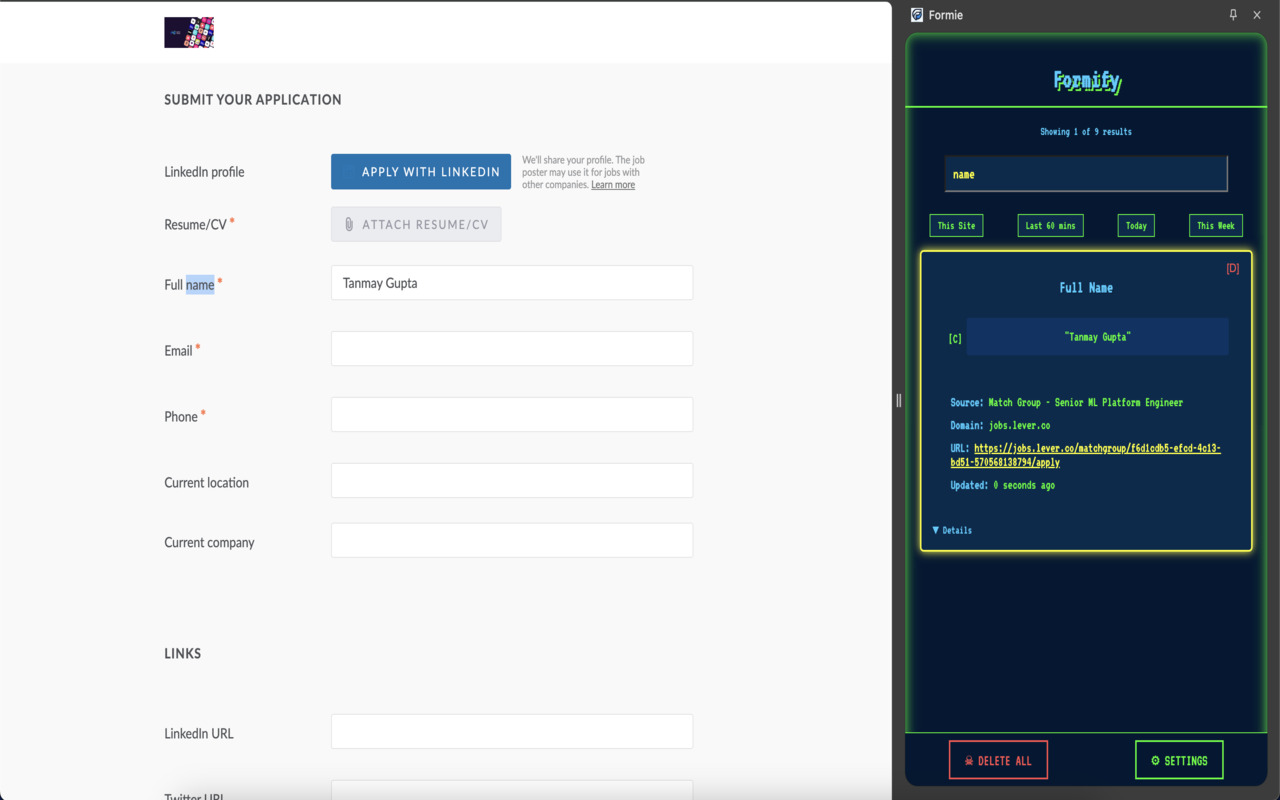 SUBMIT YOUR APPLICATION
LinkedIn profile
APPLY WITH LINKEDIN
We'll share your profile. The job
poster may use it for jobs with
other companies. Learn more
Resume/CV *
ATTACH RESUME/CV
Full name *
Tanmay Gupta
Email *
Phone *
Current location
Current company
LINKS
LinkedIn URL
Twitter URL
Formie
Formify
Showing 1 of 9 results
name
This Site
Last 60 mins
Today
This Week
[D]
Full Name
[C]
"Tanmay Gupta"
Source: Match Group - Senior ML Platform Engineer
Domain: jobs.lever.co
URL: https://jobs.lever.co/matchgroup/f6d1cdb5-efcd-4c13-
bd51-570568138794/apply
Updated: 0 seconds ago
▼ Details
☠ DELETE ALL
⚙ SETTINGS